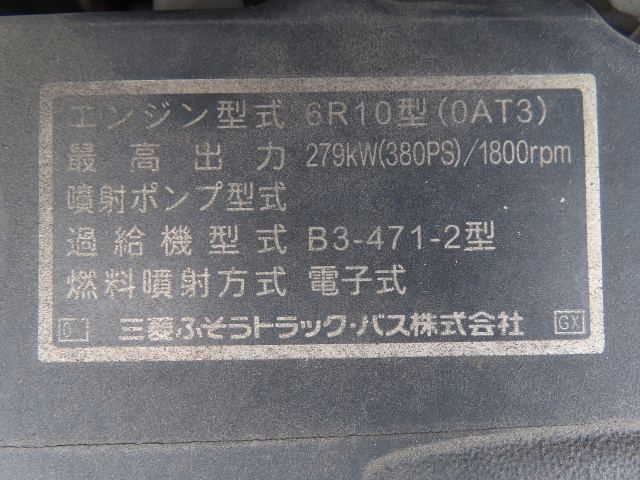 エンジン型式 6R10型(0AT3)
最高出力 279kW(380PS)/1800rpm
噴射ポンプ型式
過給機型式 B3-471-2型
燃料噴射方式 電子式
三菱ふそうトラック・バス株式会社 GX